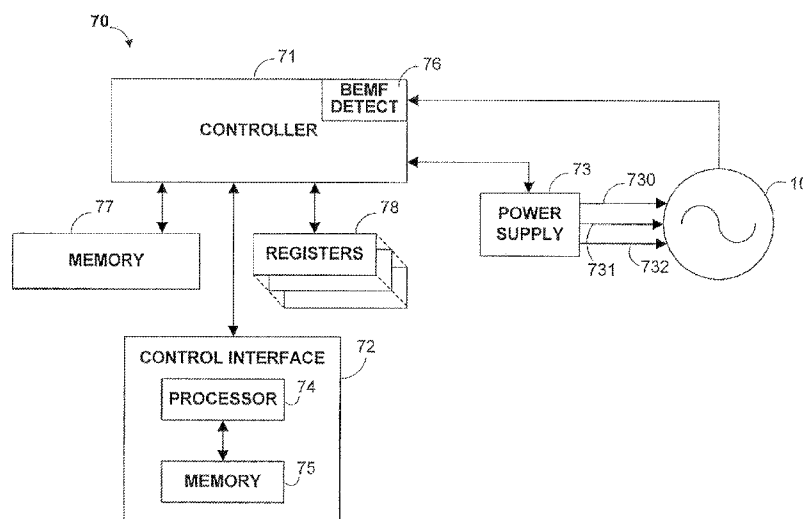 70
71
76
BEMF
DETECT
CONTROLLER
73
730
POWER
SUPPLY
731
732
77
MEMORY
78
REGISTERS
CONTROL INTERFACE
72
PROCESSOR
74
MEMORY
75